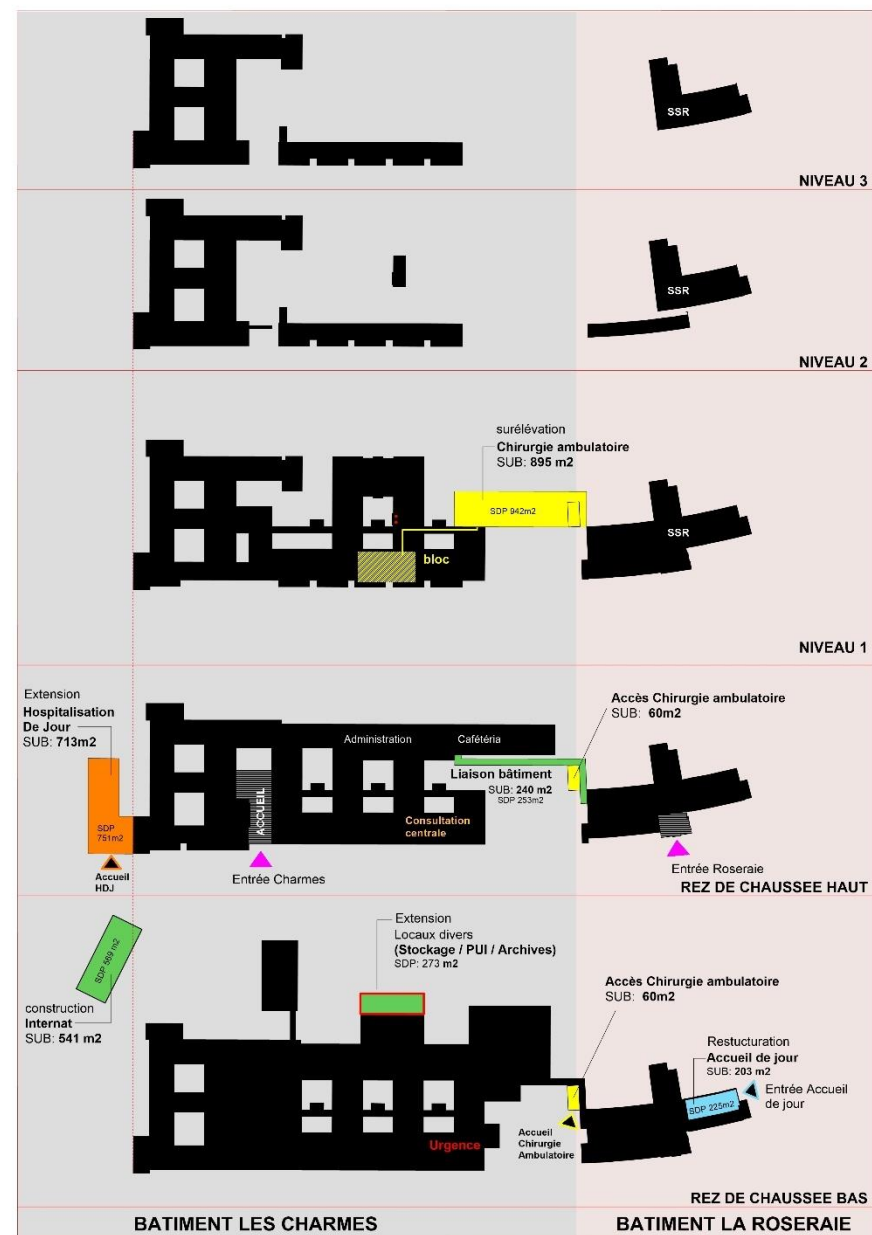 SSR
NIVEAU 3
SSR
NIVEAU 2
surélévation
Chirurgie ambulatoire
SUB: 895 m2
SDP 942m2
bloc
SSR
NIVEAU 1
Extension
Hospitalisation
De Jour
SUB: 713m2
SDP
751m2
Accueil
HDJ
ACCUEIL
Entrée Charmes
Administration
Cafétéria
Liaison bâtiment
SUB: 240 m2
SDP 253m2
Consultation
centrale
Accès Chirurgie ambulatoire
SUB: 60m2
Entrée Roseraie
REZ DE CHAUSSEE HAUT
SDP 569 m2
construction
Internat
SUB: 541 m2
Extension
Locaux divers
(Stockage / PUI / Archives)
SDP: 273 m2
Urgence
Accès Chirurgie ambulatoire
SUB: 60m2
Accueil
Chirurgie
Ambulatoire
Restucturation
Accueil de jour
SUB: 203 m2
SDP 225m2
Entrée Accueil
de jour
REZ DE CHAUSSEE BAS
BATIMENT LES CHARMES
BATIMENT LA ROSERAIE